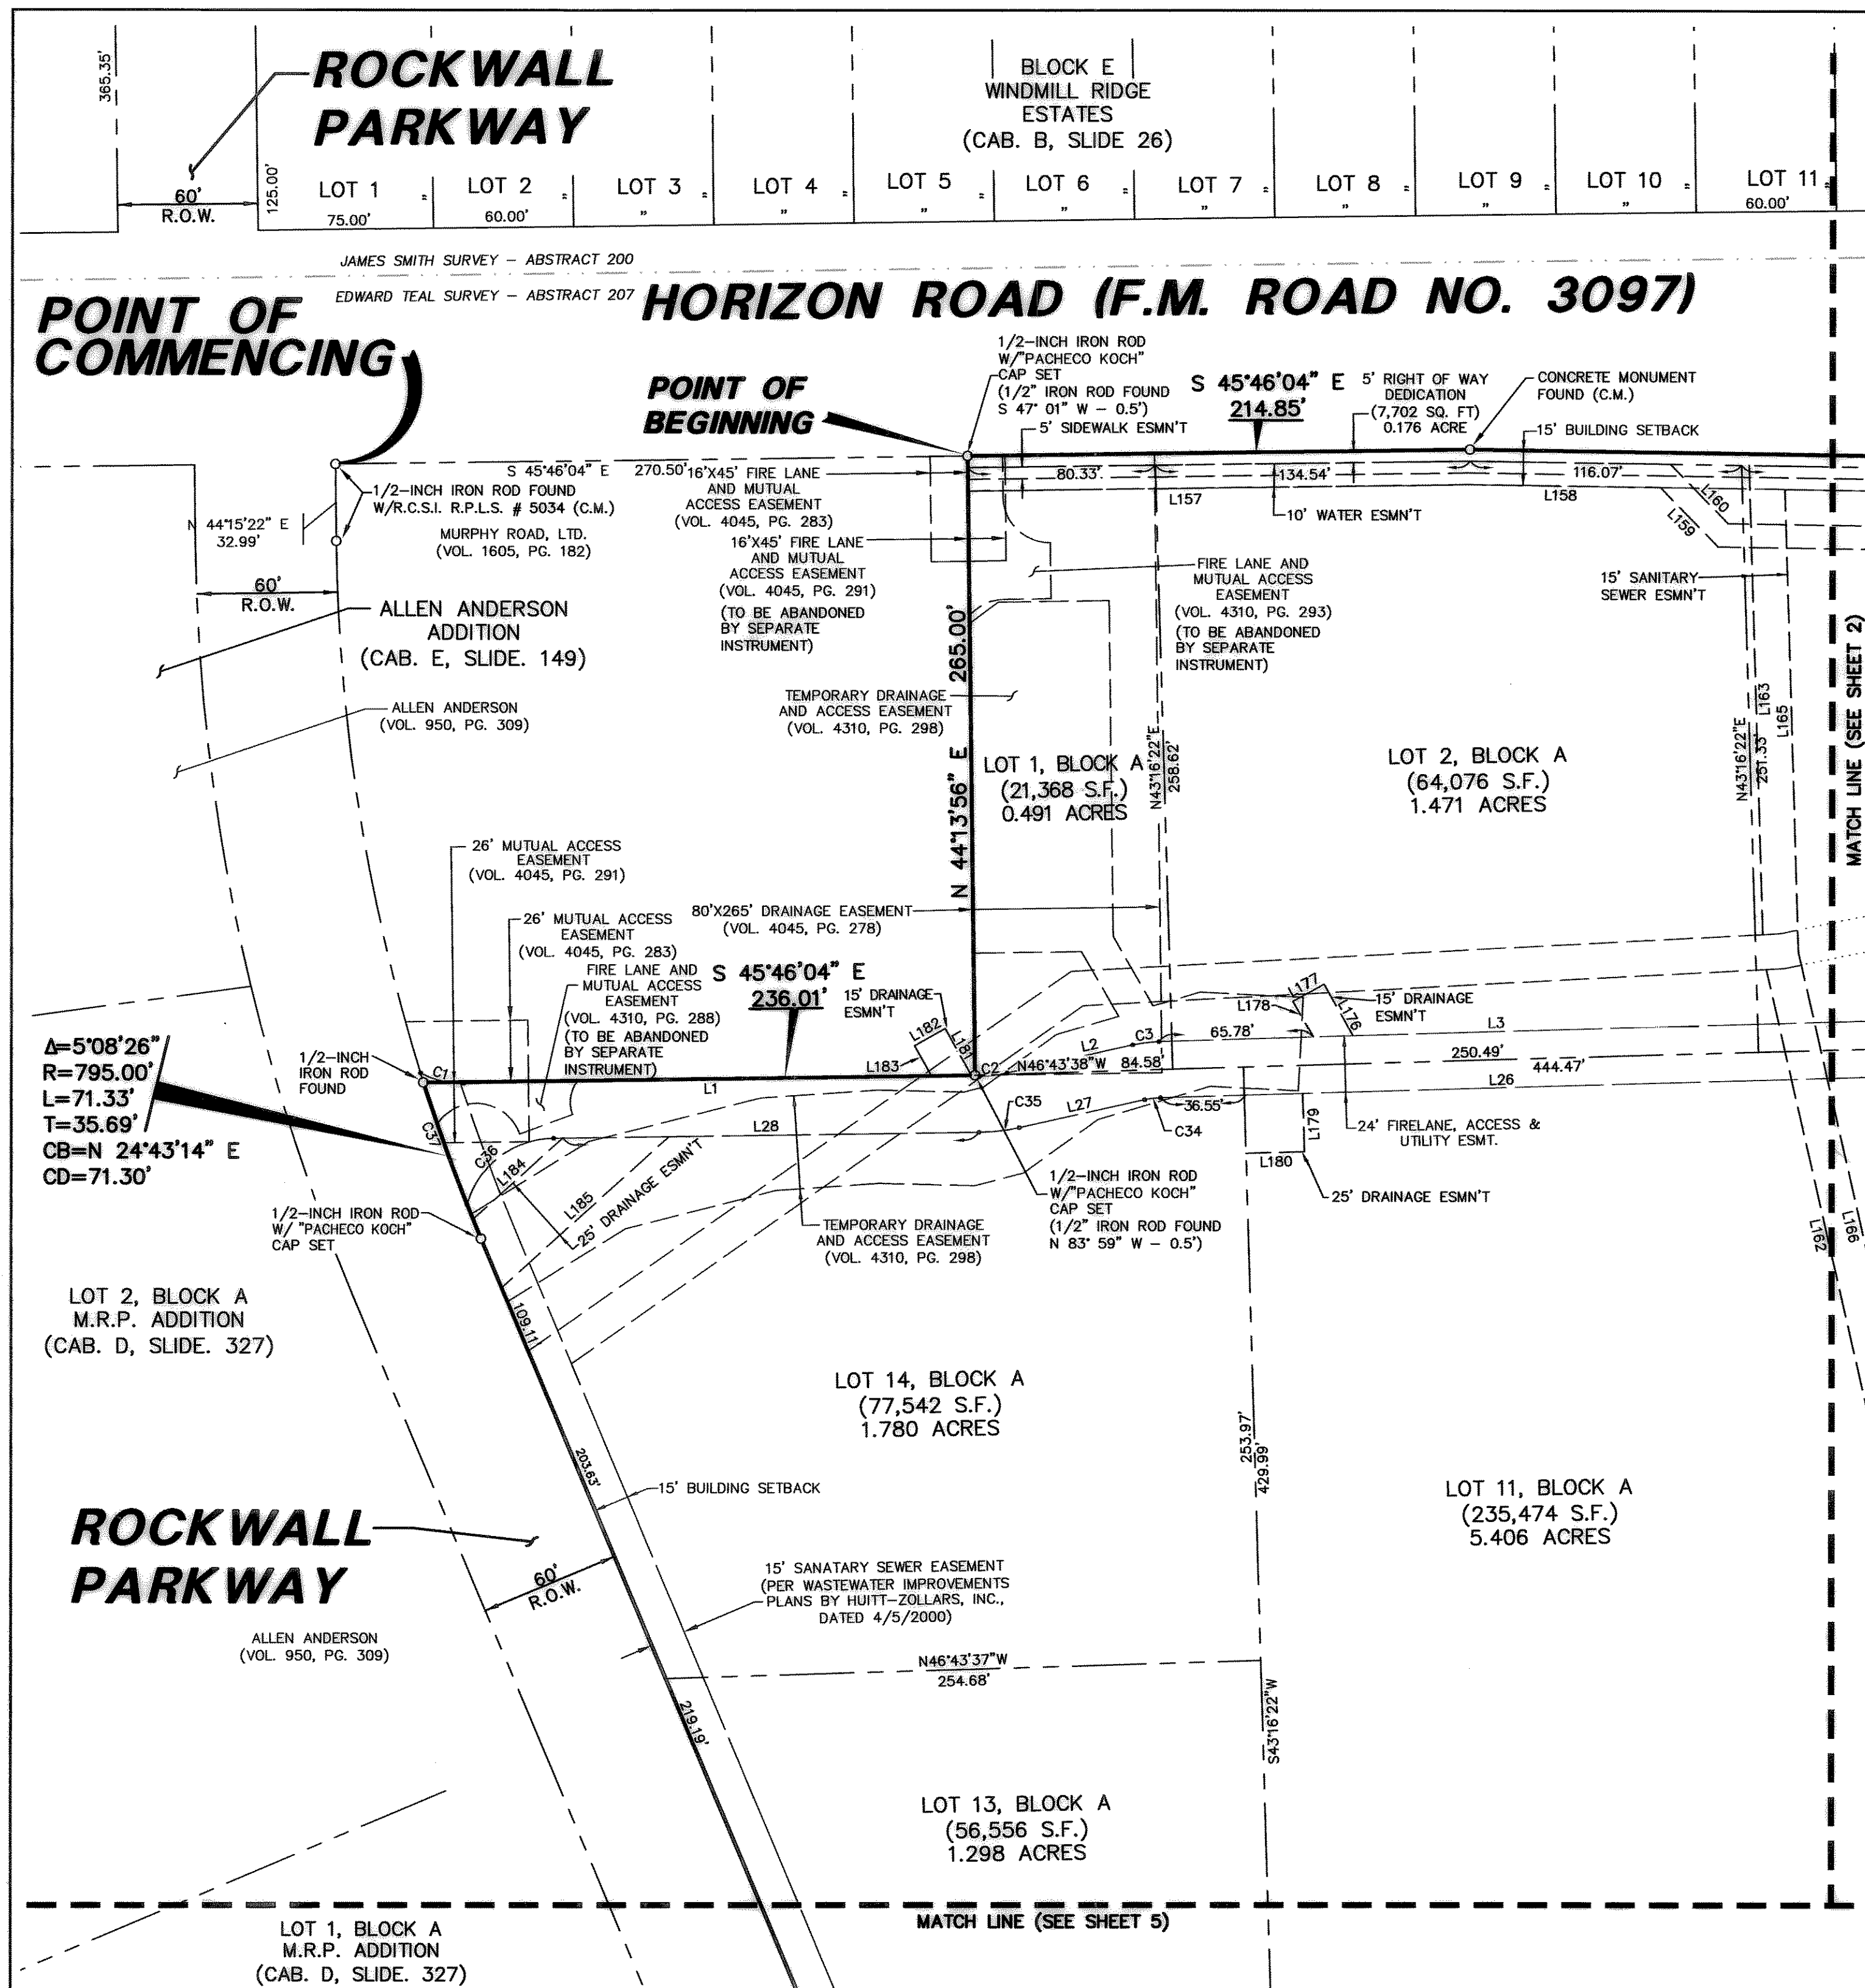 365.35'
ROCKWALL
PARKWAY
60'
R.O.W.
125.00'
BLOCK E
WINDMILL RIDGE
ESTATES
(CAB. B, SLIDE 26)
LOT 1 "
LOT 2 "
LOT 3 "
LOT 4 "
LOT 5 "
LOT 6 "
LOT 7 "
LOT 8 "
LOT 9 "
LOT 10 "
LOT 11 "
75.00'
60.00'
"
"
"
"
"
"
"
"
60.00'
JAMES SMITH SURVEY – ABSTRACT 200
EDWARD TEAL SURVEY – ABSTRACT 207
HORIZON ROAD (F.M. ROAD NO. 3097)
POINT OF
COMMENCING
POINT OF
BEGINNING
1/2-INCH IRON ROD
W/"PACHECO KOCH"
CAP SET
(1/2" IRON ROD FOUND
S 47° 01" W – 0.5')
5' SIDEWALK ESMN'T
S 45°46'04" E
214.85'
5' RIGHT OF WAY
DEDICATION
(7,702 SQ. FT)
0.176 ACRE
CONCRETE MONUMENT
FOUND (C.M.)
15' BUILDING SETBACK
S 45°46'04" E 270.50'
1/2-INCH IRON ROD FOUND
W/R.C.S.I. R.P.L.S. # 5034 (C.M.)
N 44°15'22" E
32.99'
MURPHY ROAD, LTD.
(VOL. 1605, PG. 182)
16'X45' FIRE LANE
AND MUTUAL
ACCESS EASEMENT
(VOL. 4045, PG. 283)
16'X45' FIRE LANE
AND MUTUAL
ACCESS EASEMENT
(VOL. 4045, PG. 291)
(TO BE ABANDONED
BY SEPARATE
INSTRUMENT)
80.33'
134.54'
116.07'
L157
L158
L160
L159
10' WATER ESMN'T
FIRE LANE AND
MUTUAL ACCESS
EASEMENT
(VOL. 4310, PG. 293)
(TO BE ABANDONED
BY SEPARATE
INSTRUMENT)
15' SANITARY
SEWER ESMN'T
MATCH LINE (SEE SHEET 2)
60'
R.O.W.
ALLEN ANDERSON
ADDITION
(CAB. E, SLIDE. 149)
ALLEN ANDERSON
(VOL. 950, PG. 309)
N 44°13'56" E 265.00'
TEMPORARY DRAINAGE
AND ACCESS EASEMENT
(VOL. 4310, PG. 298)
LOT 1, BLOCK A
(21,368 S.F.)
0.491 ACRES
N43°16'22"E
258.62'
LOT 2, BLOCK A
(64,076 S.F.)
1.471 ACRES
N43°16'22"E
251.33'
L163
L165
26' MUTUAL ACCESS
EASEMENT
(VOL. 4045, PG. 291)
26' MUTUAL ACCESS
EASEMENT
(VOL. 4045, PG. 283)
80'X265' DRAINAGE EASEMENT
(VOL. 4045, PG. 278)
FIRE LANE AND
MUTUAL ACCESS
EASEMENT
(VOL. 4310, PG. 288)
(TO BE ABANDONED
BY SEPARATE
INSTRUMENT)
S 45°46'04" E
236.01'
15' DRAINAGE
ESMN'T
L182
L181
L183
L177
L178
15' DRAINAGE
ESMN'T
L176
L3
Δ=5°08'26"
R=795.00'
L=71.33'
T=35.69'
CB=N 24°43'14" E
CD=71.30'
1/2-INCH
IRON ROD
FOUND
C1
L1
C2
L2
C3
65.78'
N46°43'38"W 84.58'
250.49'
444.47'
L26
C37
C36
L28
C35
L27
C34
36.55'
L179
L180
24' FIRELANE, ACCESS &
UTILITY ESMT.
L184
L185
25' DRAINAGE ESMN'T
25' DRAINAGE ESMN'T
1/2-INCH IRON ROD
W/ "PACHECO KOCH"
CAP SET
TEMPORARY DRAINAGE
AND ACCESS EASEMENT
(VOL. 4310, PG. 298)
1/2-INCH IRON ROD
W/"PACHECO KOCH"
CAP SET
(1/2" IRON ROD FOUND
N 83° 59" W – 0.5')
L162
L166
LOT 2, BLOCK A
M.R.P. ADDITION
(CAB. D, SLIDE. 327)
109.11'
LOT 14, BLOCK A
(77,542 S.F.)
1.780 ACRES
253.97'
429.99'
203.63'
15' BUILDING SETBACK
LOT 11, BLOCK A
(235,474 S.F.)
5.406 ACRES
ROCKWALL
PARKWAY
60'
R.O.W.
15' SANATARY SEWER EASEMENT
(PER WASTEWATER IMPROVEMENTS
PLANS BY HUITT-ZOLLARS, INC.,
DATED 4/5/2000)
ALLEN ANDERSON
(VOL. 950, PG. 309)
N46°43'37"W
254.68'
219.19'
S43°16'22"W
LOT 13, BLOCK A
(56,556 S.F.)
1.298 ACRES
MATCH LINE (SEE SHEET 5)
LOT 1, BLOCK A
M.R.P. ADDITION
(CAB. D, SLIDE. 327)